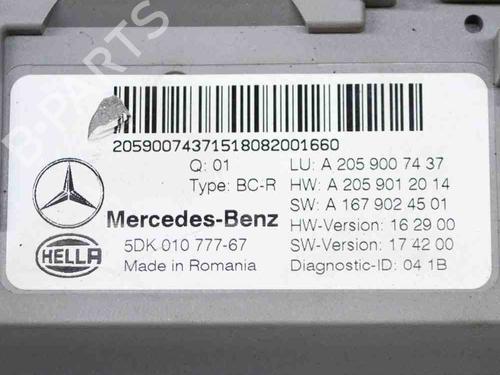 B-PARTS
20590074371518082001660
Q: 01 LU: A 205 900 74 37
Type: BC-R HW: A 205 901 20 14
Mercedes-Benz SW: A 167 902 45 01
HW-Version: 16 29 00
HELLA 5DK 010 777-67 SW-Version: 17 42 00
Made in Romania Diagnostic-ID: 04 1B